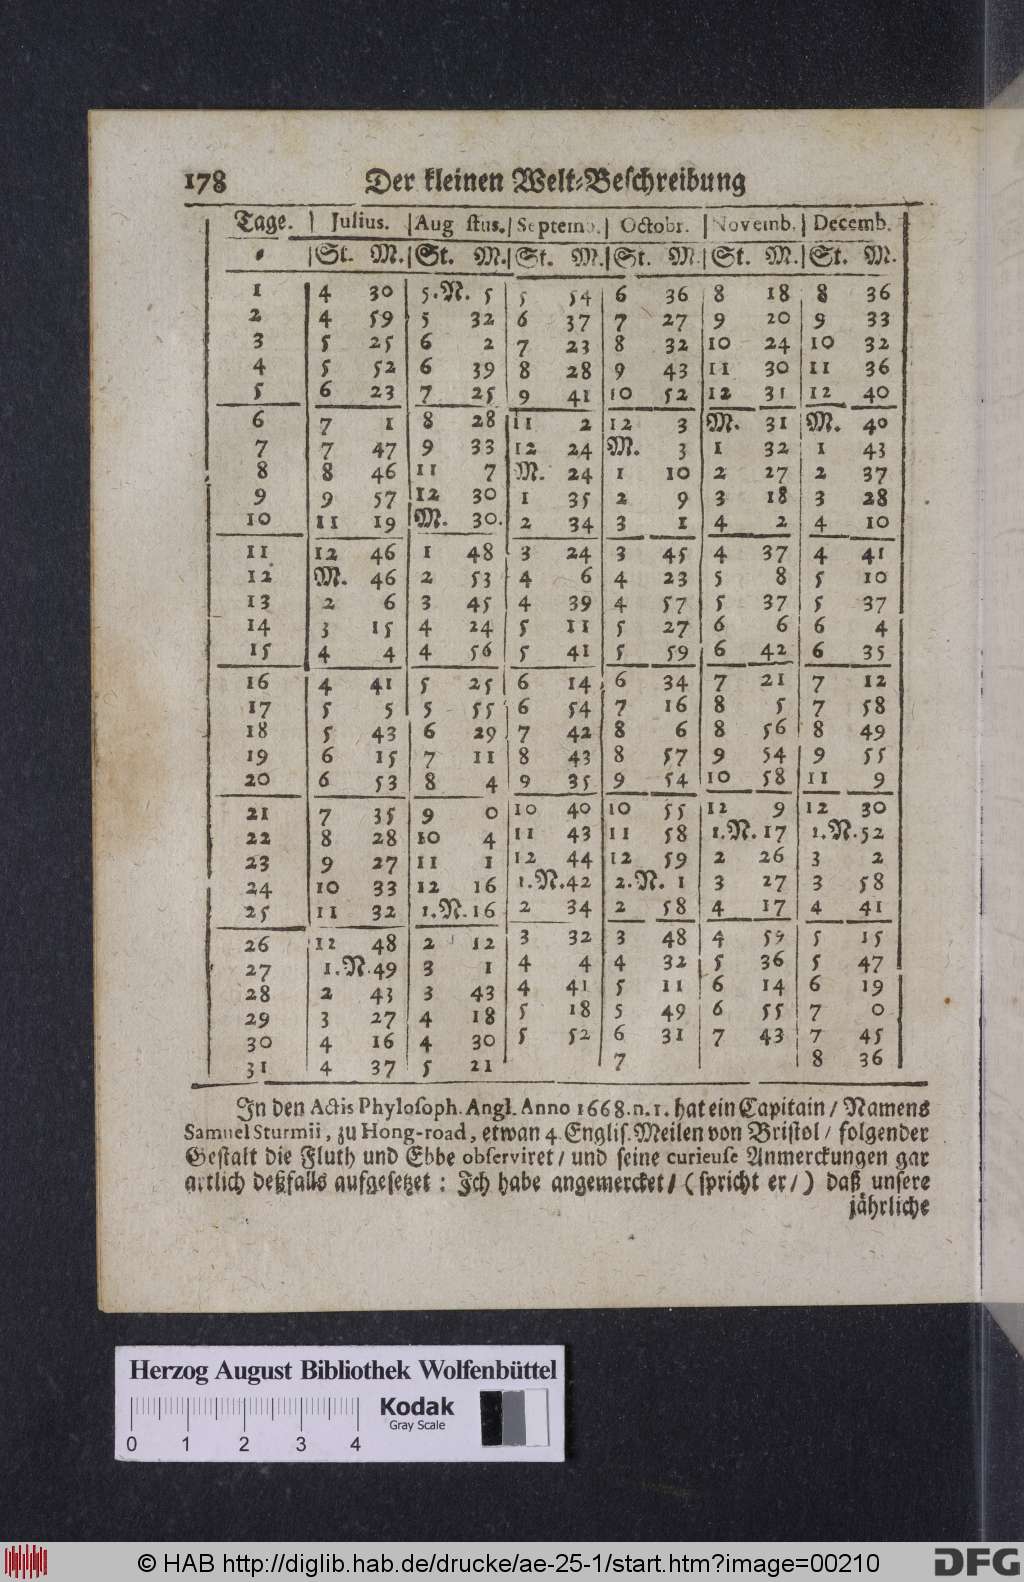 178 Der kleinen Welt-Beschreibung
Tage. Julius. Aug stus. Septemb. Octobr. Novemb. Decemb.
St. M. St. M. St. M. St. M St. M. St. M.
1 4 30 5.N. 5 5 54 6 36 8 18 8 36
2 4 59 5 32 6 37 7 27 9 20 9 33
3 5 25 6 2 7 23 8 32 10 24 10 32
4 5 52 6 39 8 28 9 43 11 30 11 36
5 6 23 7 25 9 41 10 52 12 31 12 40
6 7 1 8 28 11 2 12 3 M. 31 M. 40
7 7 47 9 33 12 24 M. 3 1 32 1 43
8 8 46 11 7 M. 24 1 10 2 27 2 37
9 9 57 12 30 1 35 2 9 3 18 3 28
10 11 19 M. 30. 2 34 3 1 4 2 4 10
11 12 46 1 48 3 24 3 45 4 37 4 41
12 M. 46 2 53 4 6 4 23 5 8 5 10
13 2 6 3 45 4 39 4 57 5 37 5 37
14 3 15 4 24 5 11 5 27 6 6 6 4
15 4 4 4 56 5 41 5 59 6 42 6 35
16 4 41 5 25 6 14 6 34 7 21 7 12
17 5 5 5 55 6 54 7 16 8 5 7 58
18 5 43 6 29 7 42 8 6 8 56 8 49
19 6 15 7 11 8 43 8 57 9 54 9 55
20 6 53 8 4 9 35 9 54 10 58 11 9
21 7 35 9 0 10 40 10 55 12 9 12 30
22 8 28 10 4 11 43 11 58 1.N.17 1.N.52
23 9 27 11 1 12 44 12 59 2 26 3 2
24 10 33 12 16 1.N.42 2.N. 1 3 27 3 58
25 11 32 1.N.16 2 34 2 58 4 17 4 41
26 12 48 2 12 3 32 3 48 4 59 5 15
27 1.N.49 3 1 4 4 4 32 5 36 5 47
28 2 43 3 43 4 41 5 11 6 14 6 19
29 3 27 4 18 5 18 5 49 6 55 7 0
30 4 16 4 30 5 52 6 31 7 43 7 45
31 4 37 5 21 7 8 36
In den Actis Phylosoph. Angl. Anno 1668.n.1. hat ein Capitain / Namens
Samuel Sturmii, zu Hong-road, etwan 4. Englis. Meilen von Bristol / folgender
Gestalt die Fluth und Ebbe observiret / und seine curieuse Anmerckungen gar
artlich deßfalls aufgesetzet : Ich habe angemercket / ( spricht er / ) daß unsere
jährliche
Herzog August Bibliothek Wolfenbüttel
Kodak
Gray Scale
0 1 2 3 4
© HAB http://diglib.hab.de/drucke/ae-25-1/start.htm?image=00210
DFG